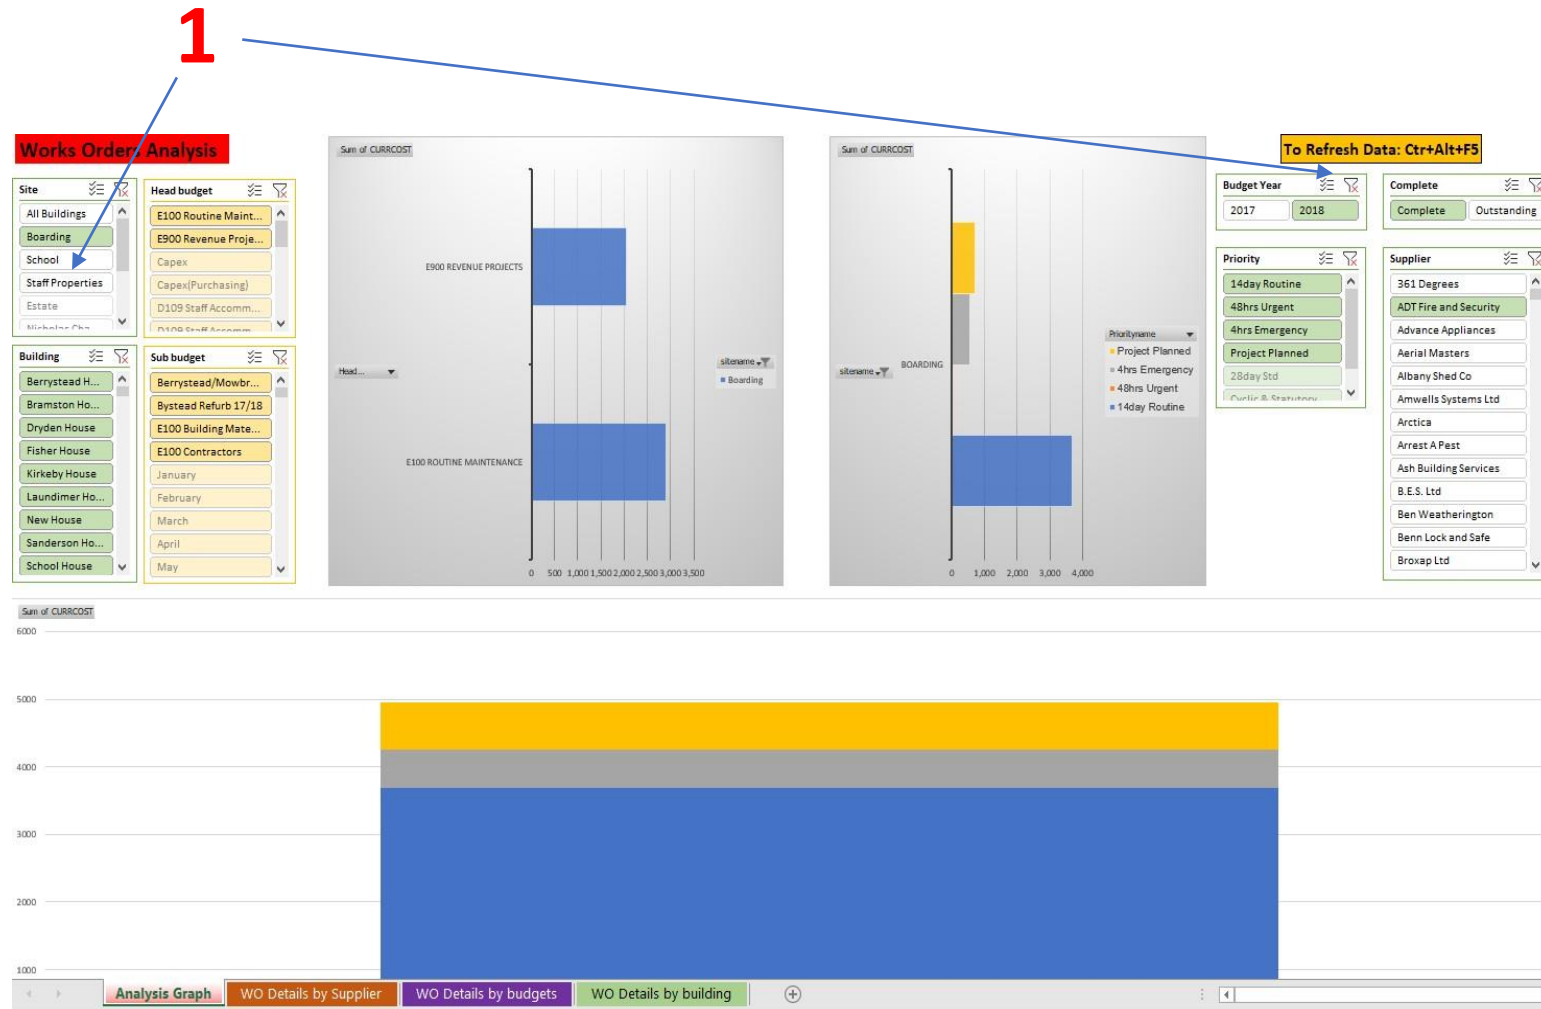 1
Works Orders Analysis
To Refresh Data: Ctr+Alt+F5
Site
All Buildings
Boarding
School
Staff Properties
Estate
Nicholas Cha...
Head budget
E100 Routine Maint...
E900 Revenue Proje...
Capex
Capex(Purchasing)
D109 Staff Accomm...
D109 Staff Accomm...
Building
Berrystead H...
Bramston Ho...
Dryden House
Fisher House
Kirkeby House
Laundimer Ho...
New House
Sanderson Ho...
School House
Sub budget
Berrystead/Mowbr...
Bystead Refurb 17/18
E100 Building Mate...
E100 Contractors
January
February
March
April
May
Sum of CURRCOST
E900 REVENUE PROJECTS
Head...
E100 ROUTINE MAINTENANCE
0 500 1,000 1,500 2,000 2,500 3,000 3,500
sitename
Boarding
Sum of CURRCOST
sitename
BOARDING
0 1,000 2,000 3,000 4,000
Priorityname
Project Planned
4hrs Emergency
48hrs Urgent
14day Routine
Budget Year
2017 2018
Complete
Complete Outstanding
Priority
14day Routine
48hrs Urgent
4hrs Emergency
Project Planned
28day Std
Cyclic & Statutory
Supplier
361 Degrees
ADT Fire and Security
Advance Appliances
Aerial Masters
Albany Shed Co
Amwells Systems Ltd
Arctica
Arrest A Pest
Ash Building Services
B.E.S. Ltd
Ben Weatherington
Benn Lock and Safe
Broxap Ltd
Sum of CURRCOST
6000
5000
4000
3000
2000
1000
Analysis Graph WO Details by Supplier WO Details by budgets WO Details by building